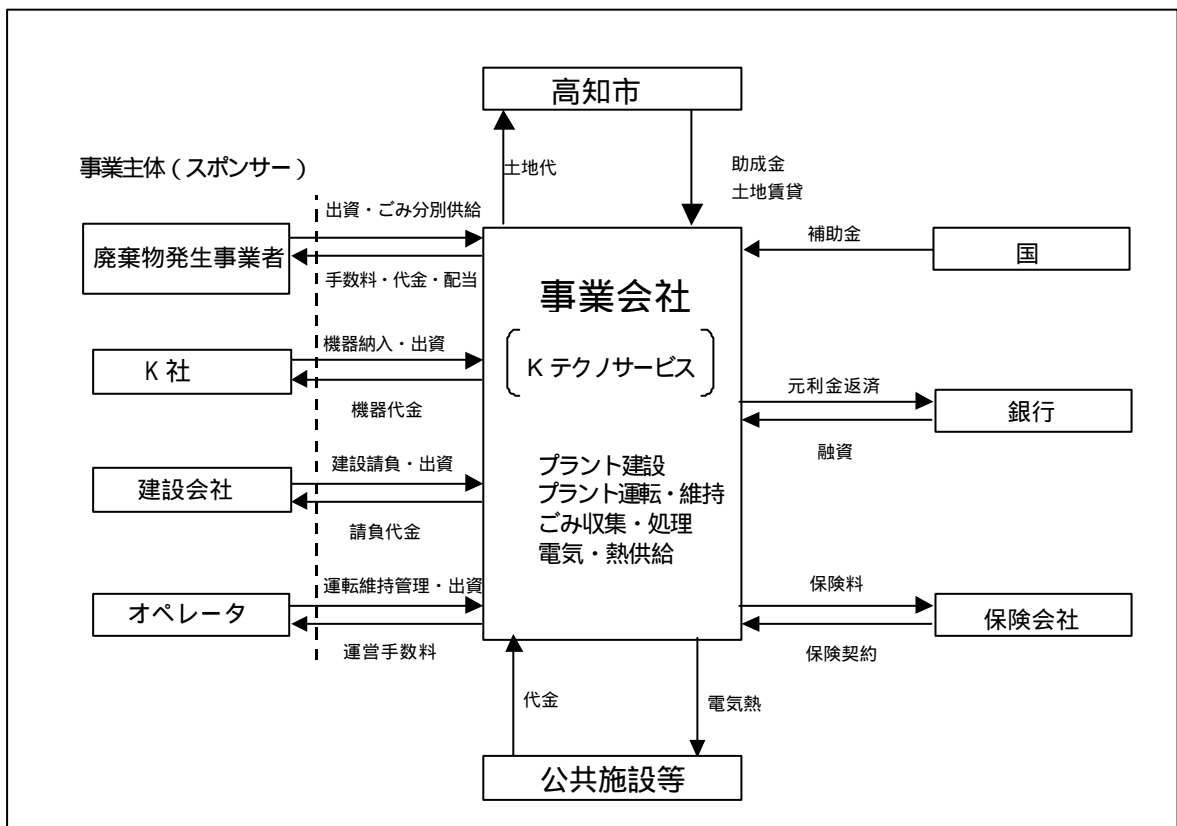 高知市
土地代
助成金
土地賃貸
事業主体(スポンサー)
出資・ごみ分別供給
廃棄物発生事業者
手数料・代金・配当
補助金
国
事業会社
Kテクノサービス
機器納入・出資
K社
機器代金
元利金返済
銀行
融資
建設請負・出資
建設会社
請負代金
プラント建設
プラント運転・維持
ごみ収集・処理
電気・熱供給
運転維持管理・出資
オペレータ
運営手数料
保険料
保険会社
保険契約
代金
電気熱
公共施設等